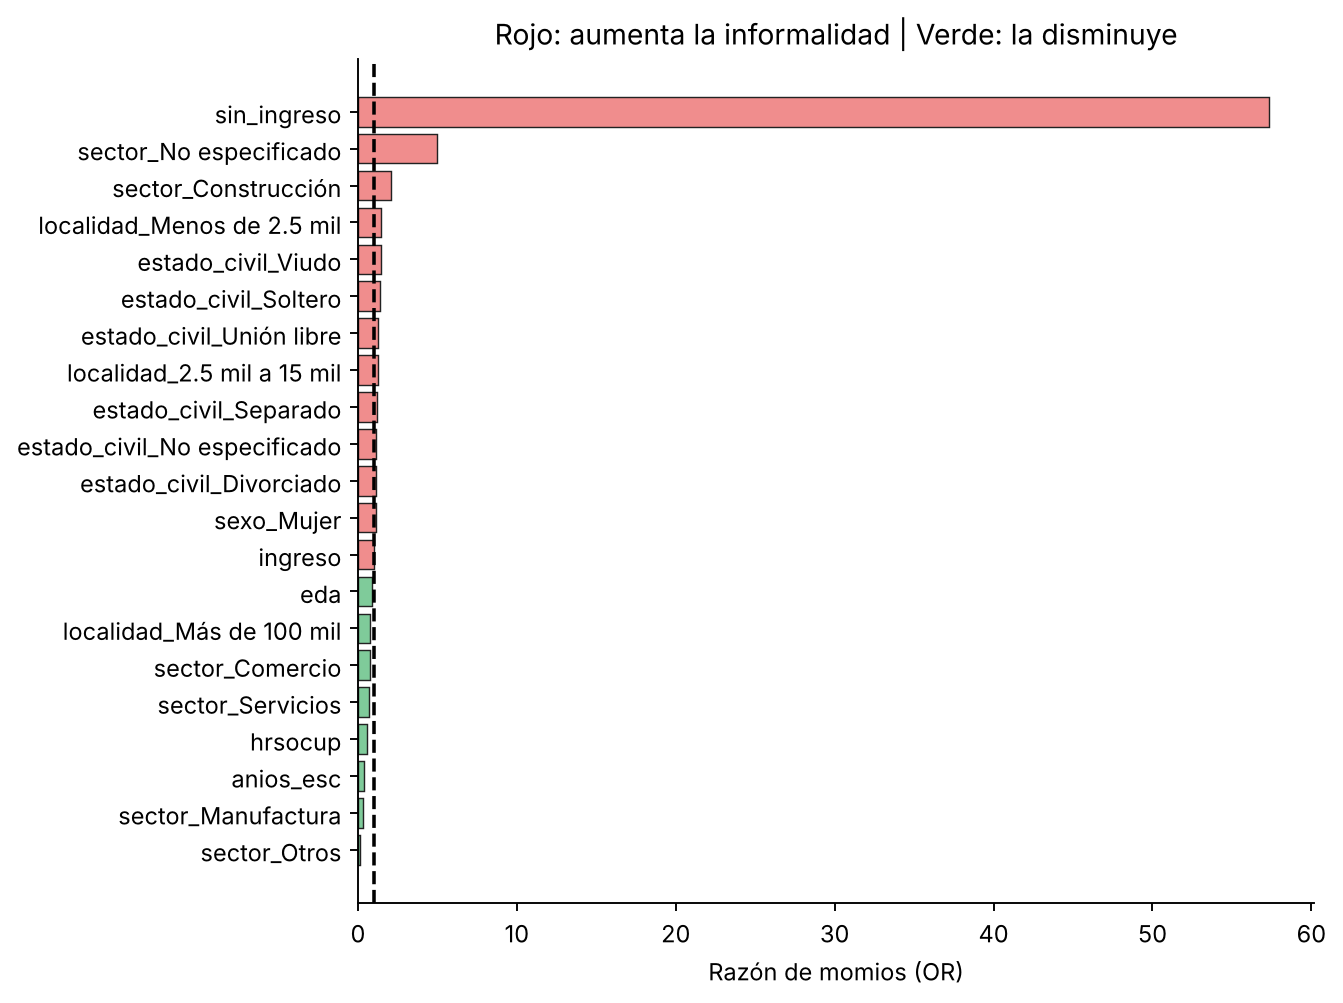 Rojo: aumenta la informalidad | Verde: la disminuye
sin_ingreso
sector_No especificado
sector_Construcción
localidad_Menos de 2.5 mil
estado_civil_Viudo
estado_civil_Soltero
estado_civil_Unión libre
localidad_2.5 mil a 15 mil
estado_civil_Separado
estado_civil_No especificado
estado_civil_Divorciado
sexo_Mujer
ingreso
eda
localidad_Más de 100 mil
sector_Comercio
sector_Servicios
hrsocup
anios_esc
sector_Manufactura
sector_Otros
0 10 20 30 40 50 60
Razón de momios (OR)